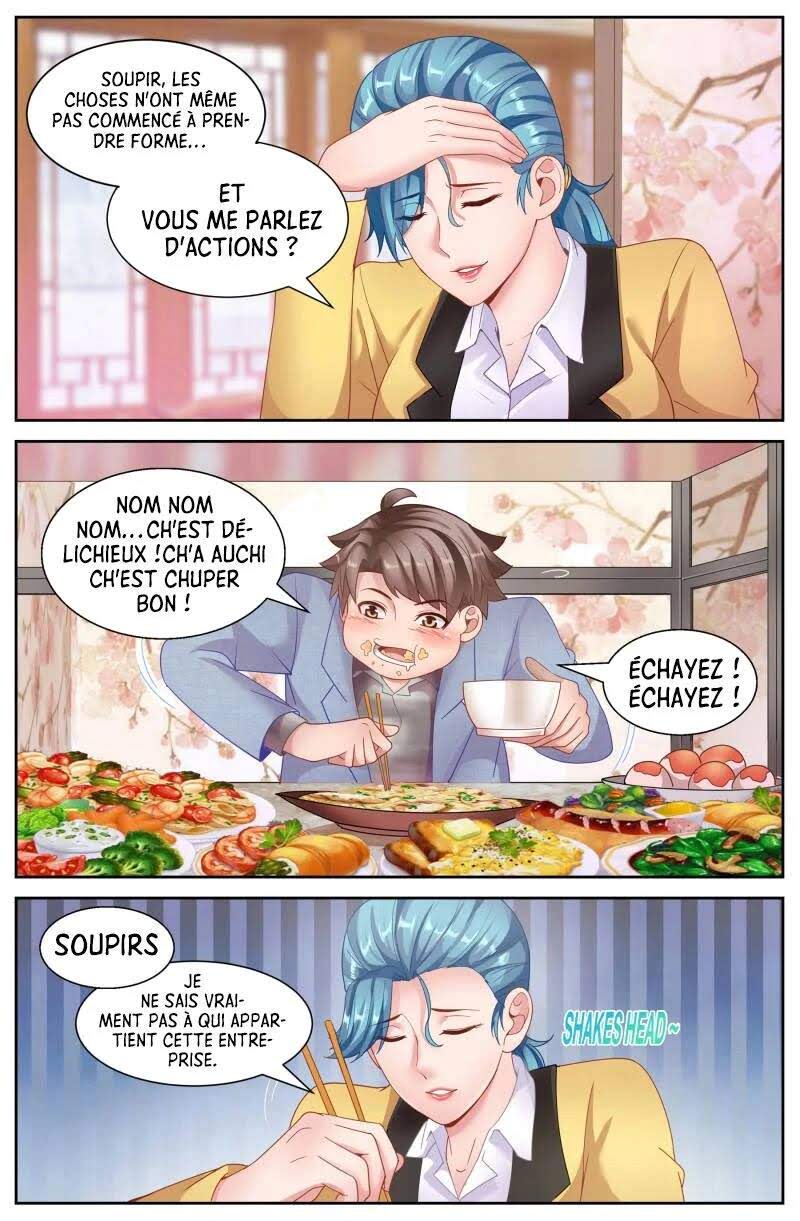 SOUPIR, LES
CHOSES N'ONT MÊME
PAS COMMENCÉ À PREN-
DRE FORME...
ET
VOUS ME PARLEZ
D'ACTIONS ?
NOM NOM
NOM...CH'EST DÉ-
LICHIEUX !CH'A AUCHI
CH'EST CHUPER
BON !
ÉCHAYEZ !
ÉCHAYEZ !
SOUPIRS
JE
NE SAIS VRAI-
MENT PAS À QUI APPAR-
TIENT CETTE ENTRE-
PRISE.
SHAKES HEAD ~